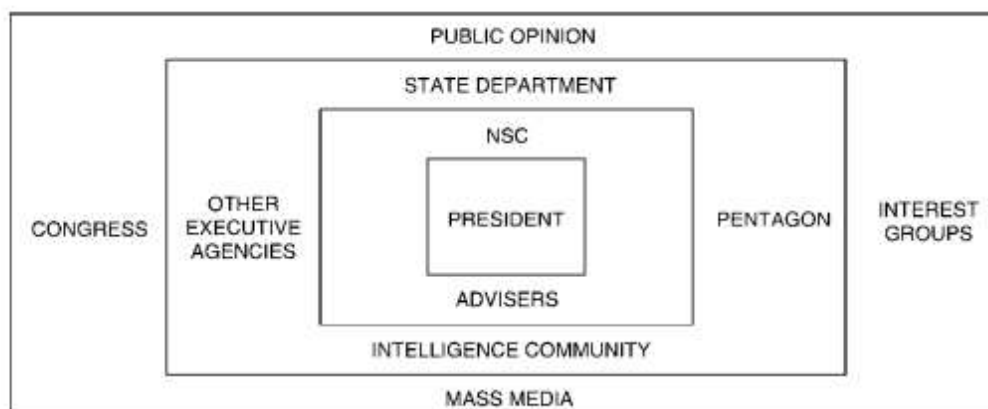 PUBLIC OPINION
STATE DEPARTMENT
NSC
CONGRESS
OTHER
EXECUTIVE
AGENCIES
PRESIDENT
PENTAGON
INTEREST
GROUPS
ADVISERS
INTELLIGENCE COMMUNITY
MASS MEDIA